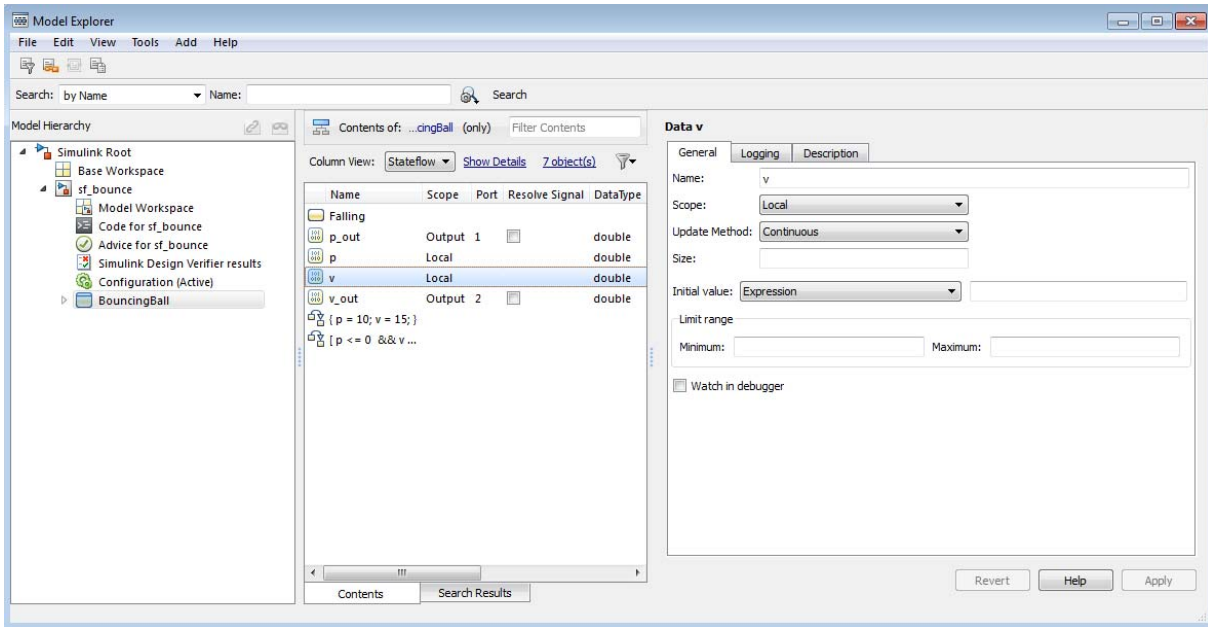 Model Explorer
File Edit View Tools Add Help
Search: by Name Name: Search
Model Hierarchy
Simulink Root
Base Workspace
sf_bounce
Model Workspace
Code for sf_bounce
Advice for sf_bounce
Simulink Design Verifier results
Configuration (Active)
BouncingBall
Contents of: ...cingBall (only) Filter Contents
Column View: Stateflow Show Details 7 object(s)
Name Scope Port Resolve Signal DataType
Falling
p_out Output 1 double
p Local double
v Local double
v_out Output 2 double
{ p = 10; v = 15; }
[ p <= 0 && v ...
Contents Search Results
Data v
General Logging Description
Name: v
Scope: Local
Update Method: Continuous
Size:
Initial value: Expression
Limit range
Minimum: Maximum:
Watch in debugger
Revert Help Apply